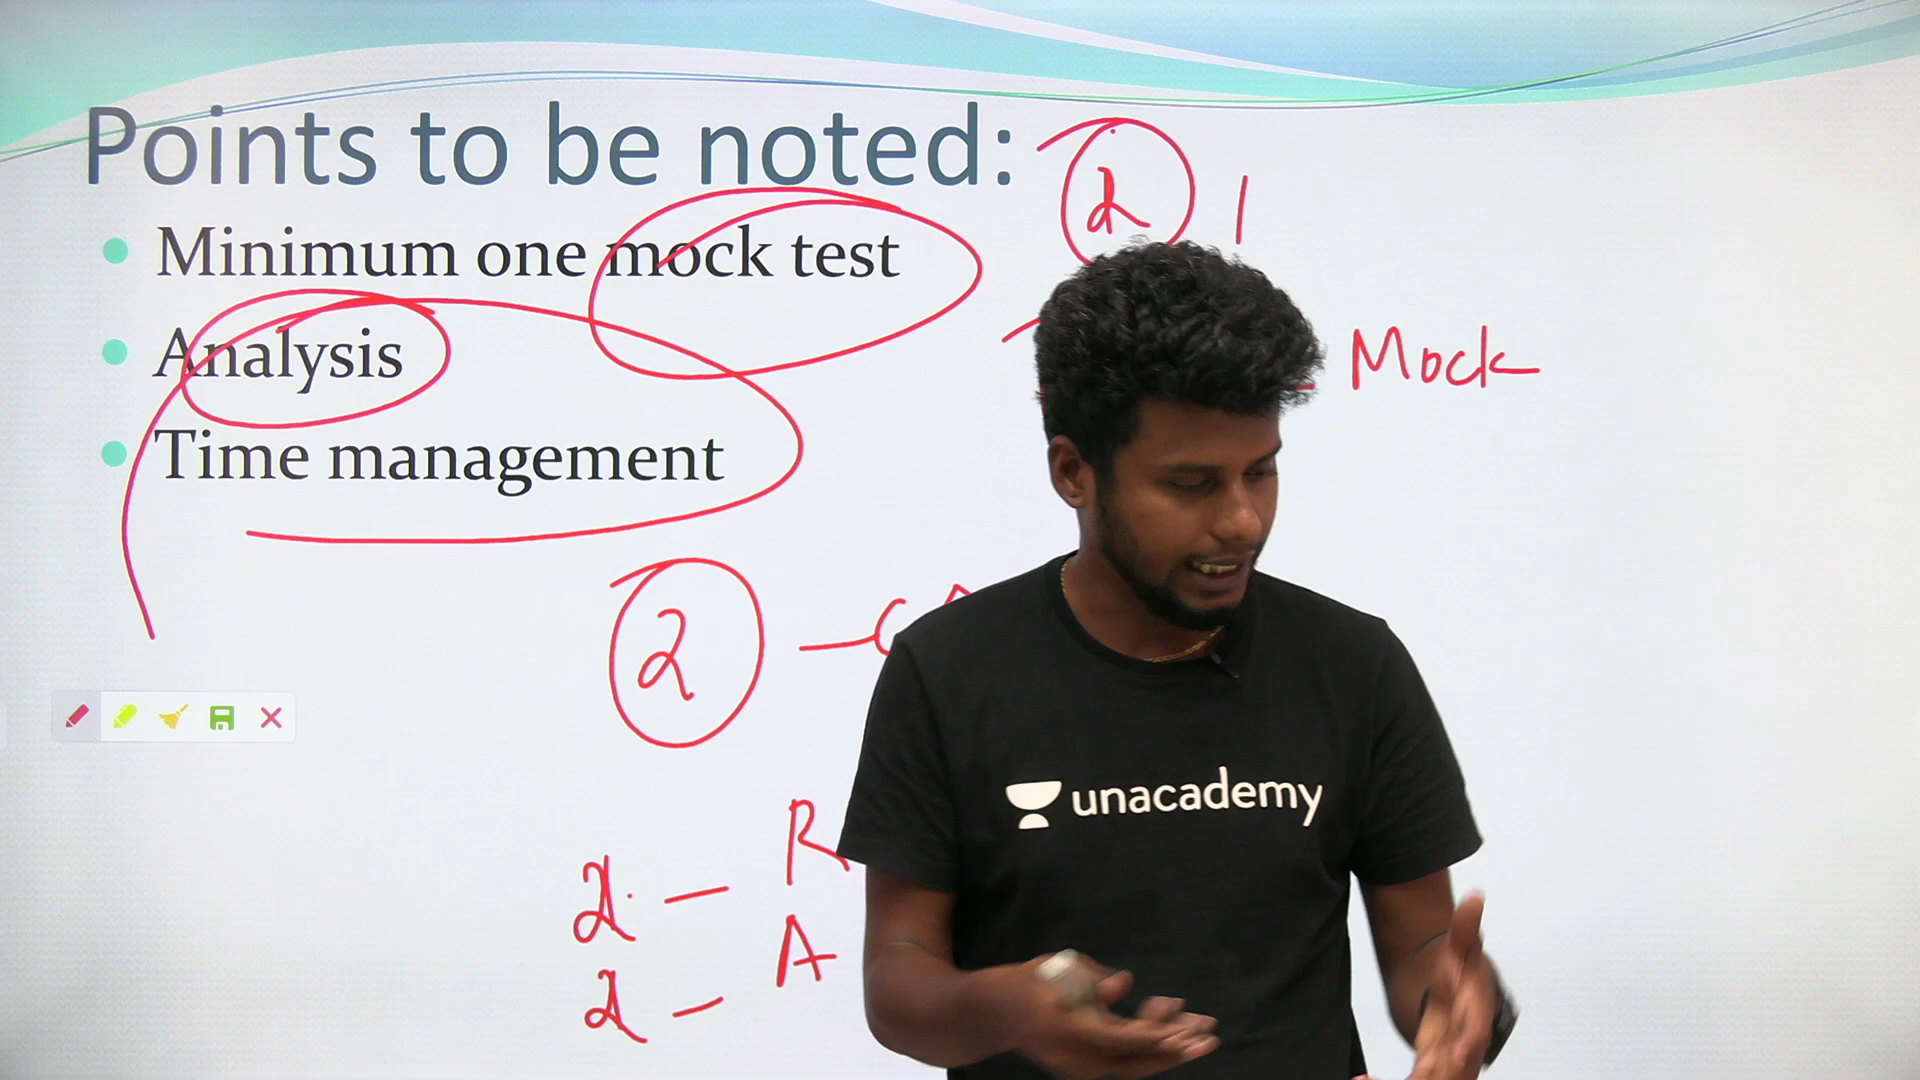 Points to be noted:
2 1
• Minimum one mock test
Mock
• Analysis
• Time management
2 –
unacademy
2 – R
2 – A